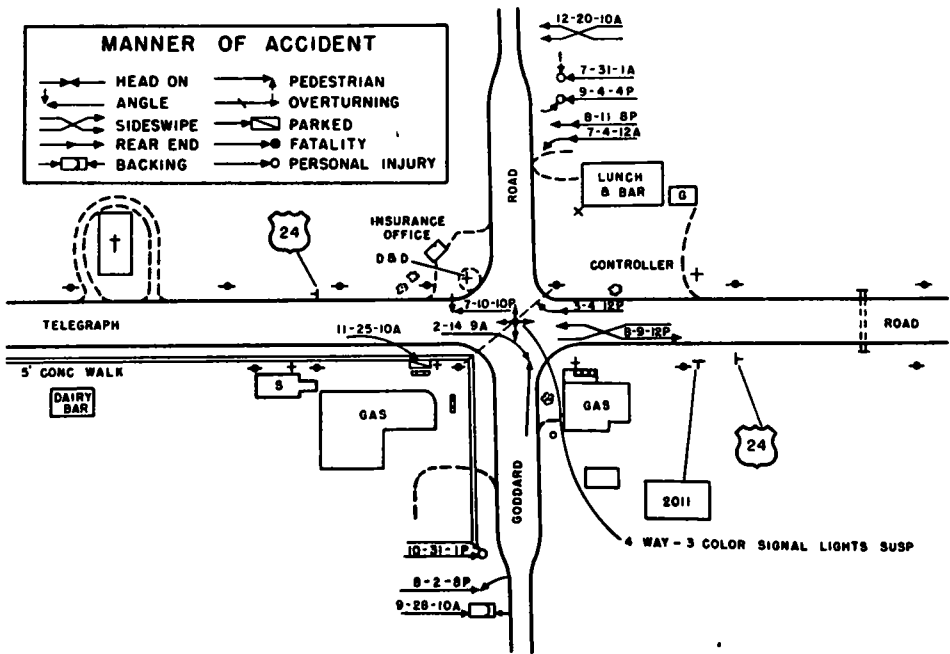 MANNER OF ACCIDENT
HEAD ON
ANGLE
SIDESWIPE
REAR END
BACKING
PEDESTRIAN
OVERTURNING
PARKED
FATALITY
PERSONAL INJURY
12-20-10A
7-31-1A
9-4-4P
8-11 8P
7-4-12A
LUNCH
& BAR
G
ROAD
24
INSURANCE
OFFICE
D&D
CONTROLLER
7-10-10P
3-4 12P
TELEGRAPH
11-25-10A
2-14 9A
8-9-12P
ROAD
5' CONC WALK
S
DAIRY
BAR
GAS
GAS
24
GODDARD
2011
4 WAY - 3 COLOR SIGNAL LIGHTS SUSP
10-31-1P
8-2-8P
9-28-10A